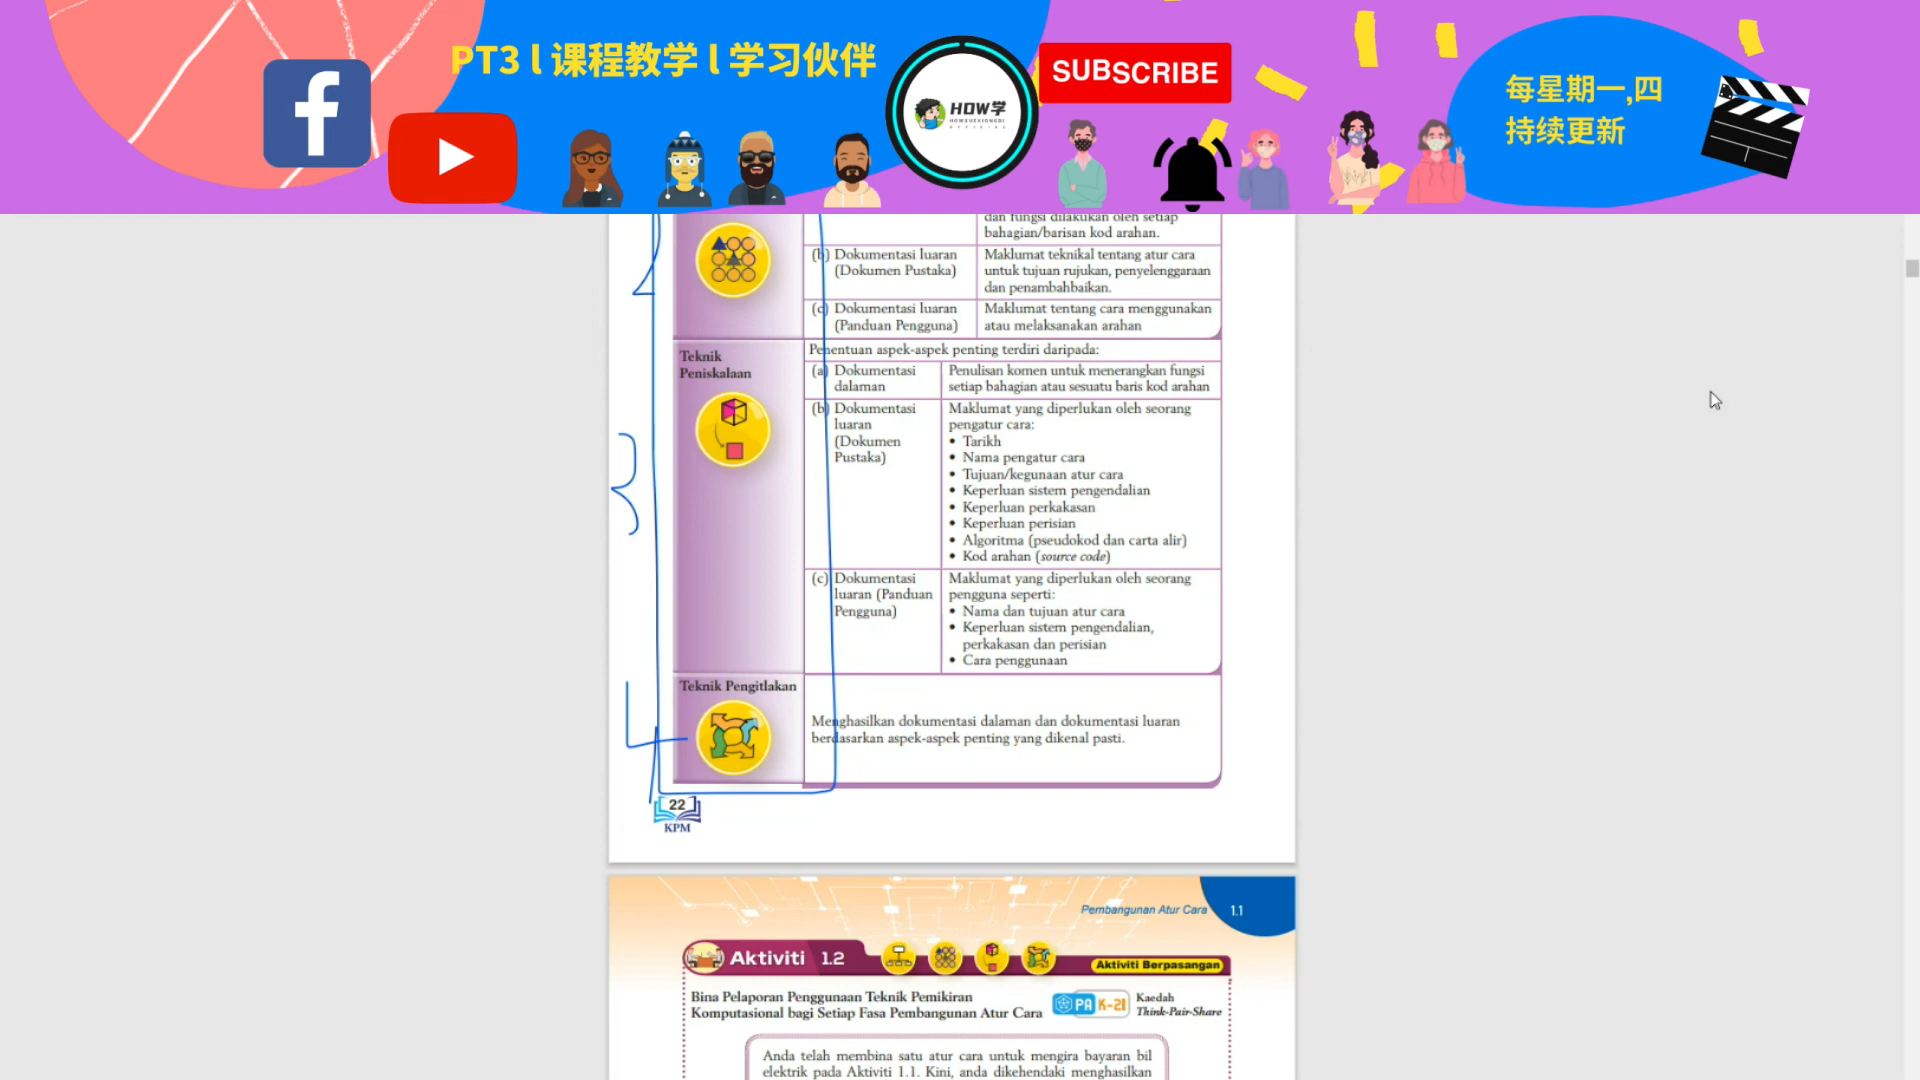 PT3 l 课程教学 l 学习伙伴
HOW学
SUBSCRIBE
每星期一,四
持续更新
dan fungsi dilakukan oleh setiap
bahagian/barisan kod arahan.
(b) Dokumentasi luaran
(Dokumen Pustaka)
Maklumat teknikal tentang atur cara
untuk tujuan rujukan, penyelenggaraan
dan penambahbaikan.
(c) Dokumentasi luaran
(Panduan Pengguna)
Maklumat tentang cara menggunakan
atau melaksanakan arahan
Teknik
Peniskalaan
Penentuan aspek-aspek penting terdiri daripada:
(a) Dokumentasi
dalaman
Penulisan komen untuk menerangkan fungsi
setiap bahagian atau sesuatu baris kod arahan
(b) Dokumentasi
luaran
(Dokumen
Pustaka)
Maklumat yang diperlukan oleh seorang
pengatur cara:
• Tarikh
• Nama pengatur cara
• Tujuan/kegunaan atur cara
• Keperluan sistem pengendalian
• Keperluan perkakasan
• Keperluan perisian
• Algoritma (pseudokod dan carta alir)
• Kod arahan (source code)
(c) Dokumentasi
luaran (Panduan
Pengguna)
Maklumat yang diperlukan oleh seorang
pengguna seperti:
• Nama dan tujuan atur cara
• Keperluan sistem pengendalian,
perkakasan dan perisian
• Cara penggunaan
3
Teknik Pengitlakan
Menghasilkan dokumentasi dalaman dan dokumentasi luaran
berdasarkan aspek-aspek penting yang dikenal pasti.
4
22
KPM
Pembangunan Atur Cara 1.1
Aktiviti 1.2
Aktiviti Berpasangan
Bina Pelaporan Penggunaan Teknik Pemikiran
Komputasional bagi Setiap Fasa Pembangunan Atur Cara
PA K-21
Kaedah
Think-Pair-Share
Anda telah membina satu atur cara untuk mengira bayaran bil
elektrik pada Aktiviti 1.1. Kini, anda dikehendaki menghasilkan